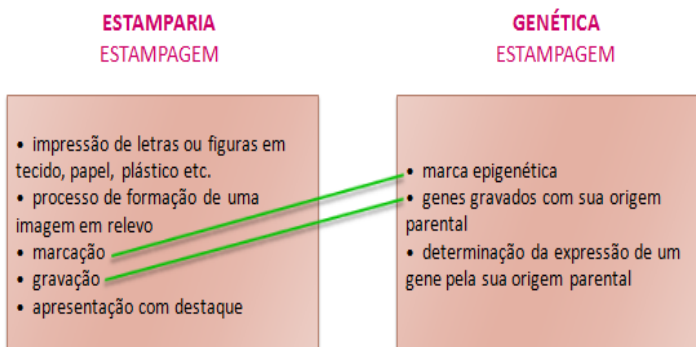 ESTAMPARIA
ESTAMPAGEM
• impressão de letras ou figuras em
tecido, papel, plástico etc.
• processo de formação de uma
imagem em relevo
• marcação
• gravação
• apresentação com destaque
GENÉTICA
ESTAMPAGEM
• marca epigenética
• genes gravados com sua origem
parental
• determinação da expressão de um
gene pela sua origem parental